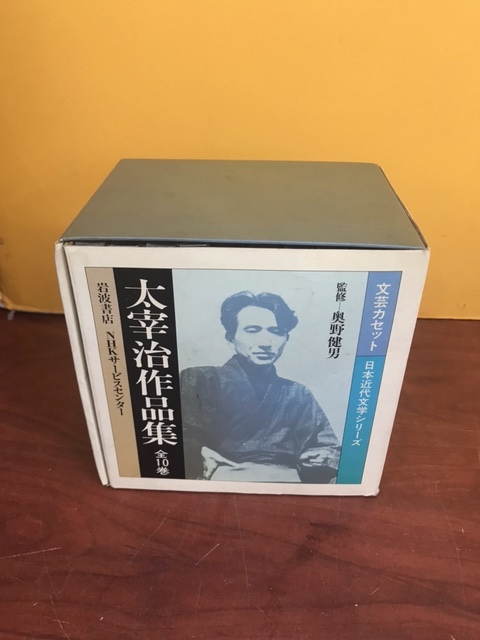 文芸カセット 日本近代文学シリーズ
監修―奥野健男
太宰治作品集 全10巻
岩波書店 NHKサービスセンター